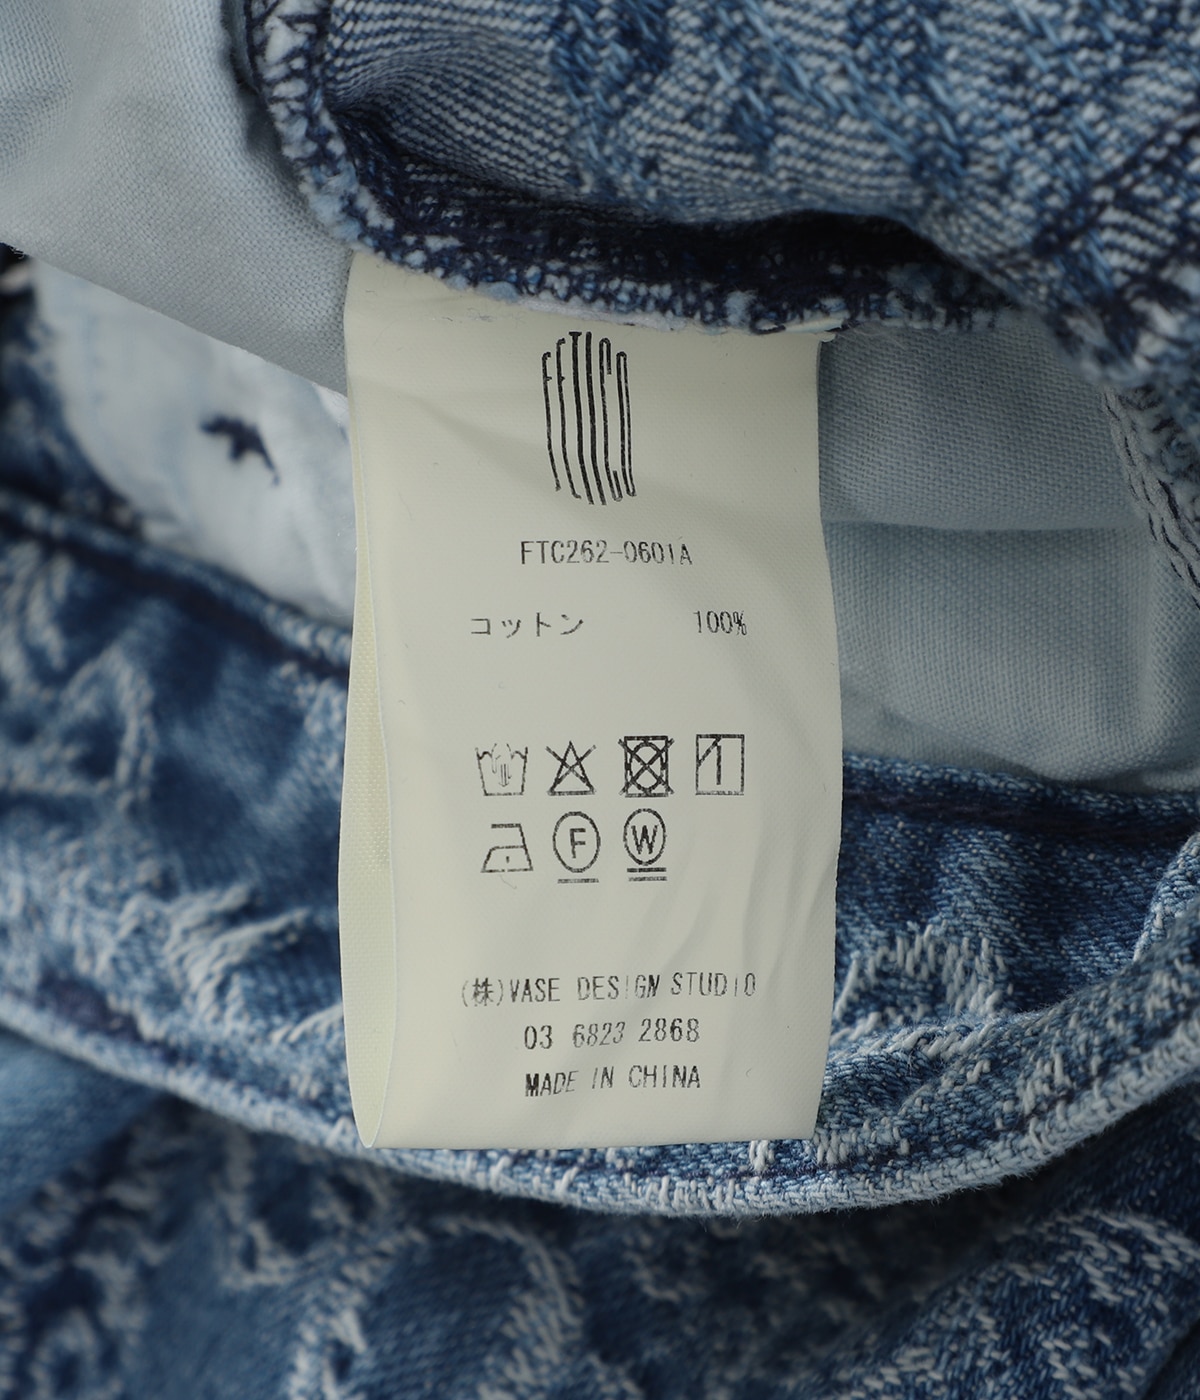 FETICO
FTC262-0601A
コットン 100%
F W
(株)VASE DESIGN STUDIO
03 6823 2868
MADE IN CHINA